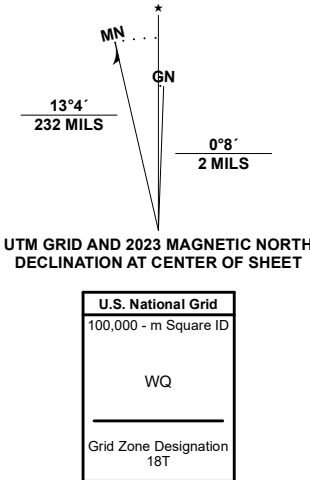 ★
MN
GN
13°4´
232 MILS
0°8´
2 MILS
UTM GRID AND 2023 MAGNETIC NORTH
DECLINATION AT CENTER OF SHEET
U.S. National Grid
100,000 - m Square ID
WQ
Grid Zone Designation
18T